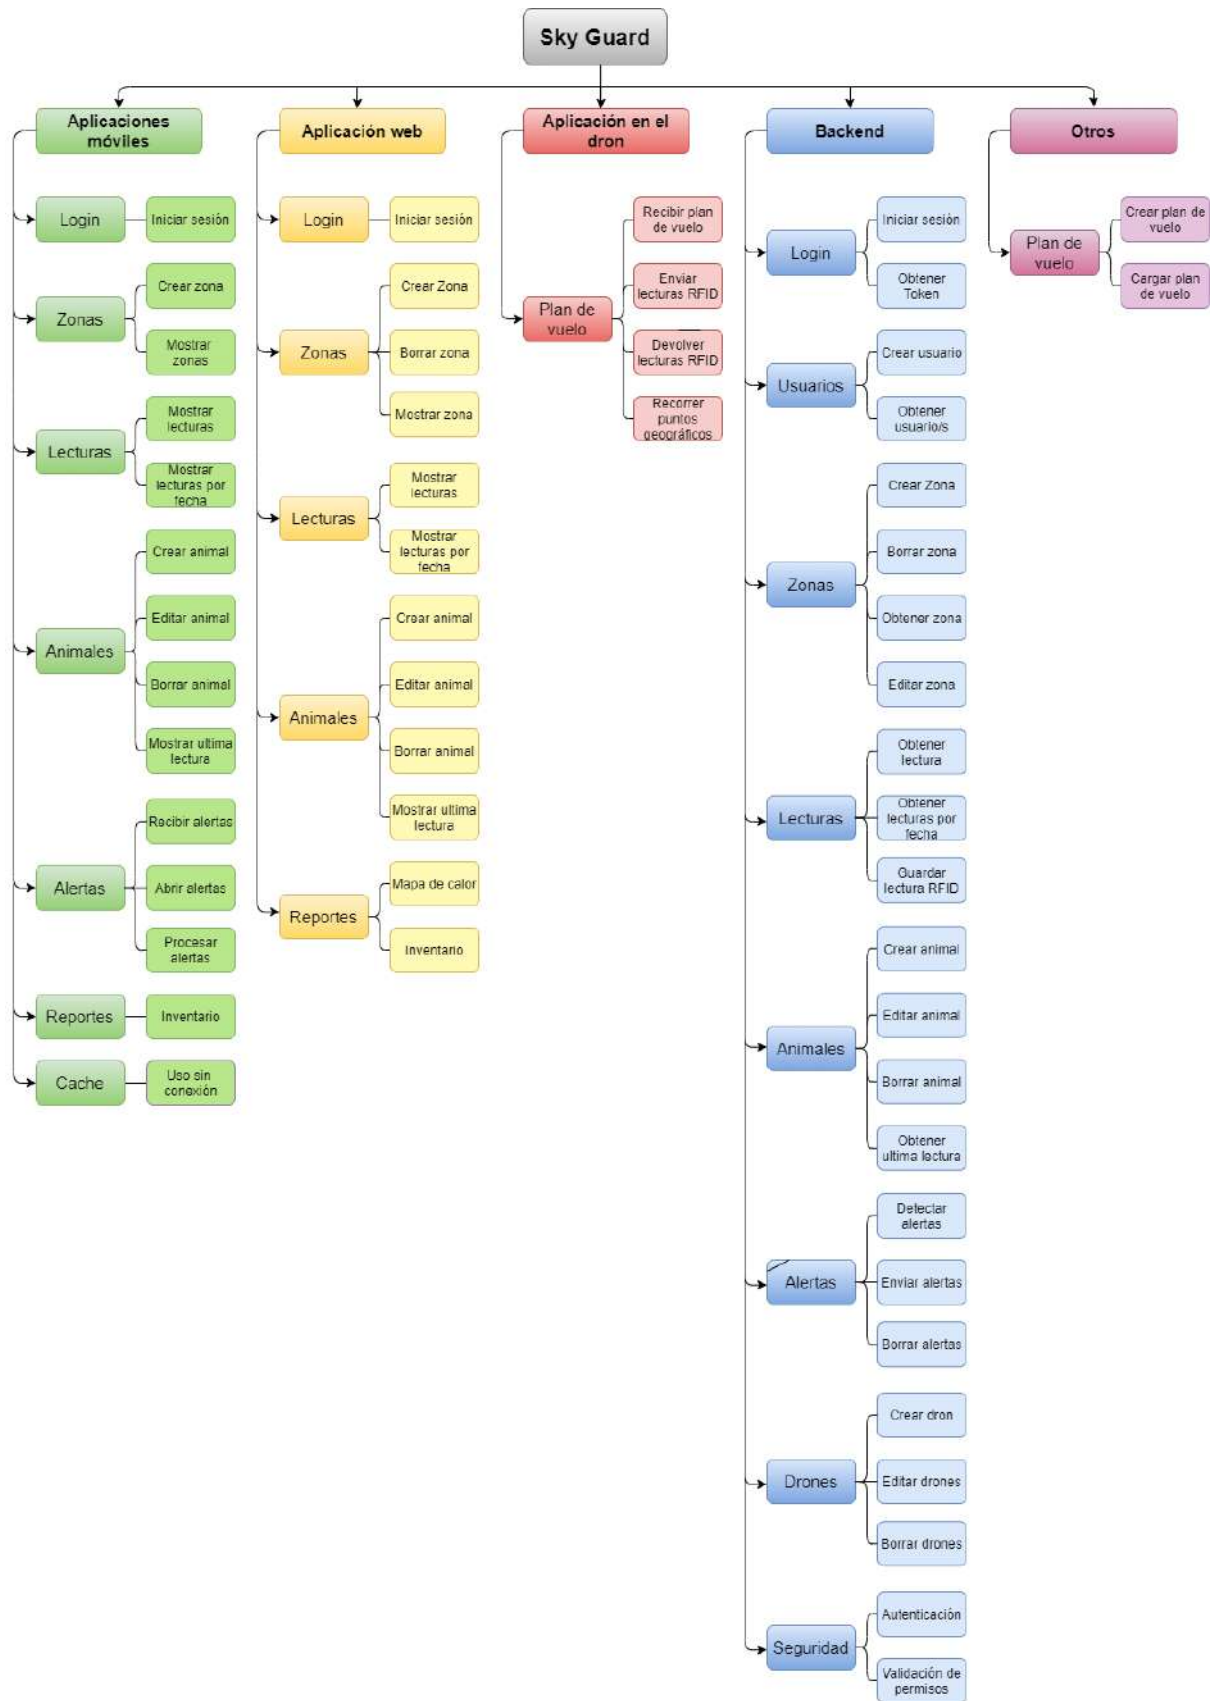 Sky Guard
Aplicaciones
móviles
Login
Iniciar sesión
Zonas
Crear zona
Mostrar
zonas
Lecturas
Mostrar
lecturas
Mostrar
lecturas por
fecha
Animales
Crear animal
Editar animal
Borrar animal
Mostrar ultima
lectura
Alertas
Recibir alertas
Abrir alertas
Procesar
alertas
Reportes
Inventario
Cache
Uso sin
conexión
Aplicación web
Login
Iniciar sesión
Zonas
Crear Zona
Borrar zona
Mostrar zona
Lecturas
Mostrar
lecturas
Mostrar
lecturas por
fecha
Animales
Crear animal
Editar animal
Borrar animal
Mostrar ultima
lectura
Reportes
Mapa de calor
Inventario
Aplicación en el
dron
Plan de
vuelo
Recibir plan
de vuelo
Enviar
lecturas RFID
Devolver
lecturas RFID
Recorrer
puntos
geográficos
Backend
Login
Iniciar sesión
Obtener
Token
Usuarios
Crear usuario
Obtener
usuario/s
Zonas
Crear Zona
Borrar zona
Obtener zona
Editar zona
Lecturas
Obtener
lectura
Obtener
lecturas por
fecha
Guardar
lectura RFID
Animales
Crear animal
Editar animal
Borrar animal
Obtener
ultima lectura
Alertas
Detectar
alertas
Enviar alertas
Borrar alertas
Drones
Crear dron
Editar drones
Borrar drones
Seguridad
Autenticación
Validación de
permisos
Otros
Plan de
vuelo
Crear plan de
vuelo
Cargar plan
de vuelo